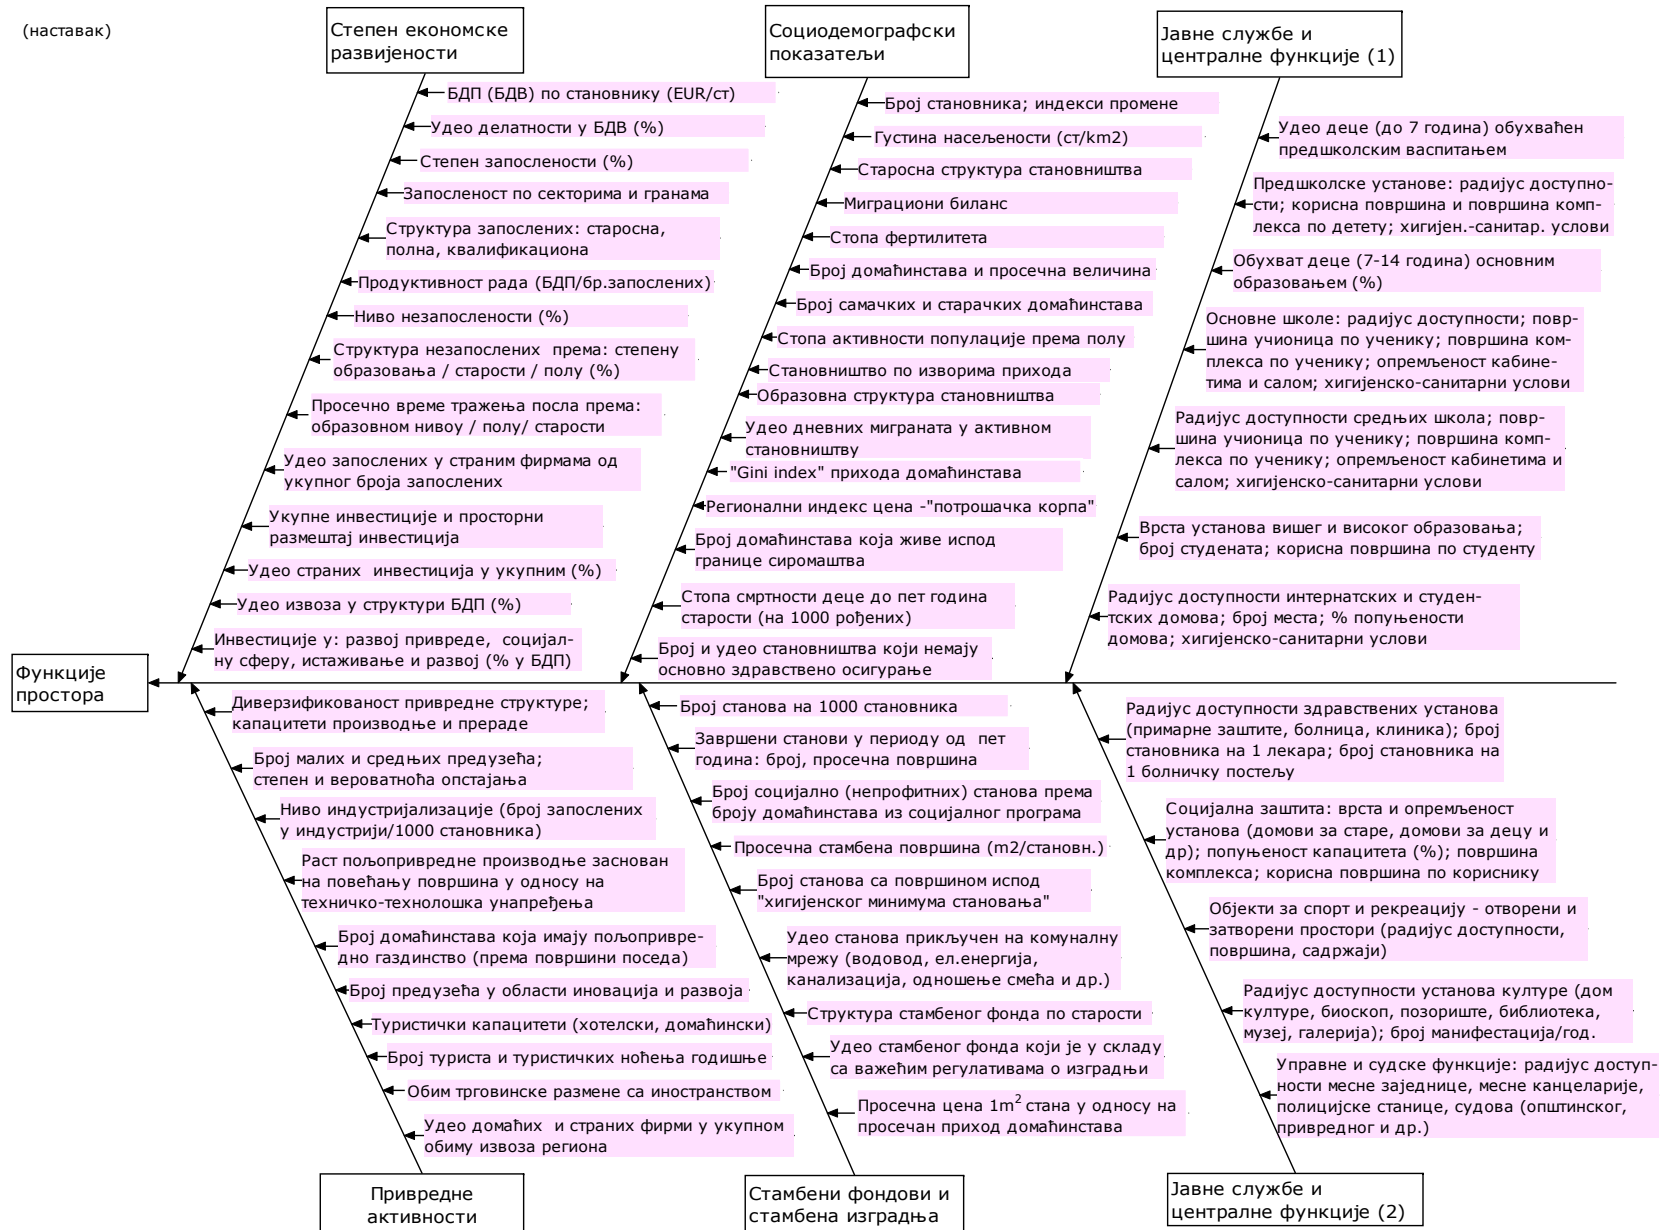 (наставак)
Степен економске
развијености
БДП (БДВ) по становнику (EUR/ст)
Удео делатности у БДВ (%)
Степен запослености (%)
Запосленост по секторима и гранама
Структура запослених: старосна,
полна, квалификациона
Продуктивност рада (БДП/бр.запослених)
Ниво незапослености (%)
Структура незапослених према: степену
образовања / старости / полу (%)
Просечно време тражења посла према:
образовном нивоу / полу/ старости
Удео запослених у страним фирмама од
укупног броја запослених
Укупне инвестиције и просторни
размештај инвестиција
Удео страних инвестиција у укупним (%)
Удео извоза у структури БДП (%)
Инвестиције у: развој привреде, социјал-
ну сферу, истаживање и развој (% у БДП)
Социодемографски
показатељи
Број становника; индекси промене
Густина насељености (ст/km2)
Старосна структура становништва
Миграциони биланс
Стопа фертилитета
Број домаћинстава и просечна величина
Број самачких и старачких домаћинстава
Стопа активности популације према полу
Становништво по изворима прихода
Образовна структура становништва
Удео дневних миграната у активном
становништву
"Gini index" прихода домаћинстава
Регионални индекс цена -"потрошачка корпа"
Број домаћинстава која живе испод
границе сиромаштва
Стопа смртности деце до пет година
старости (на 1000 рођених)
Број и удео становништва који немају
основно здравствено осигурање
Јавне службе и
централне функције (1)
Удео деце (до 7 година) обухваћен
предшколским васпитањем
Предшколске установе: радијус доступно-
сти; корисна површина и површина комп-
лекса по детету; хигијен.-санитар. услови
Обухват деце (7-14 година) основним
образовањем (%)
Основне школе: радијус доступности; повр-
шина учионица по ученику; површина ком-
плекса по ученику; опремљеност кабине-
тима и салом; хигијенско-санитарни услови
Радијус доступности средњих школа; повр-
шина учионица по ученику; површина комп-
лекса по ученику; опремљеност кабинетима и
салом; хигијенско-санитарни услови
Врста установа вишег и високог образовања;
број студената; корисна површина по студенту
Радијус доступности интернатских и студен-
тских домова; број места; % попуњености
домова; хигијенско-санитарни услови
Функције
простора
Диверзификованост привредне структуре;
капацитети производње и прераде
Број малих и средњих предузећа;
степен и вероватноћа опстајања
Ниво индустријализације (број запослених
у индустрији/1000 становника)
Раст пољопривредне производње заснован
на повећању површина у односу на
техничко-технолошка унапређења
Број домаћинстава која имају пољопривре-
дно газдинство (према површини поседа)
Број предузећа у области иновација и развоја
Туристички капацитети (хотелски, домаћински)
Број туриста и туристичких ноћења годишње
Обим трговинске размене са иностранством
Удео домаћих и страних фирми у укупном
обиму извоза региона
Привредне
активности
Број станова на 1000 становника
Завршени станови у периоду од пет
година: број, просечна површина
Број социјално (непрофитних) станова према
броју домаћинстава из социјалног програма
Просечна стамбена површина (m2/становн.)
Број станова са површином испод
"хигијенског минимума становања"
Удео станова прикључен на комуналну
мрежу (водовод, ел.енергија,
канализација, одношење смећа и др.)
Структура стамбеног фонда по старости
Удео стамбеног фонда који је у складу
са важећим регулативама о изградњи
Просечна цена 1m² стана у односу на
просечан приход домаћинстава
Стамбени фондови и
стамбена изградња
Радијус доступности здравствених установа
(примарне заштите, болница, клиника); број
становника на 1 лекара; број становника на
1 болничку постељу
Социјална заштита: врста и опремљеност
установа (домови за старе, домови за децу и
др); попуњеност капацитета (%); површина
комплекса; корисна површина по кориснику
Објекти за спорт и рекреацију - отворени и
затворени простори (радијус доступности,
површина, садржаји)
Радијус доступности установа културе (дом
културе, биоскоп, позориште, библиотека,
музеј, галерија); број манифестација/год.
Управне и судске функције: радијус доступ-
ности месне заједнице, месне канцеларије,
полицијске станице, судова (општинског,
привредног и др.)
Јавне службе и
централне функције (2)